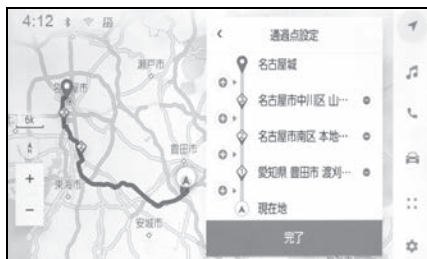 4:12
通過点設定
名古屋城
名古屋市中川区 山…
名古屋市南区 本地…
愛知県 豊田市 渡刈…
現在地
完了
瀬戸市
豊田市
東海市
安城市
6k
+
-